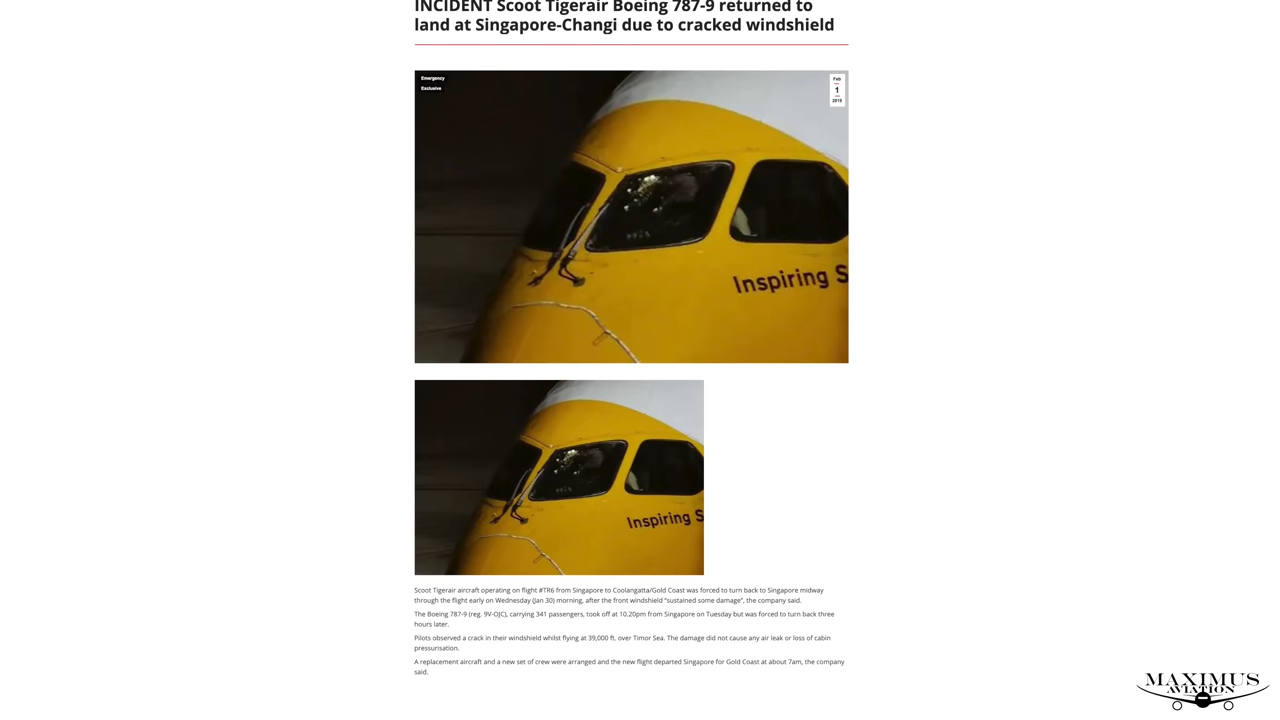 INCIDENT Scoot Tigerair Boeing 787-9 returned to
land at Singapore-Changi due to cracked windshield
Emergency
Exclusive
Feb
1
2019
Inspiring S
Inspiring S
Scoot Tigerair aircraft operating on flight #TR6 from Singapore to Coolangatta/Gold Coast was forced to turn back to Singapore midway
through the flight early on Wednesday (Jan 30) morning, after the front windshield “sustained some damage”, the company said.
The Boeing 787-9 (reg. 9V-OJC), carrying 341 passengers, took off at 10.20pm from Singapore on Tuesday but was forced to turn back three
hours later.
Pilots observed a crack in their windshield whilst flying at 39,000 ft. over Timor Sea. The damage did not cause any air leak or loss of cabin
pressurisation.
A replacement aircraft and a new set of crew were arranged and the new flight departed Singapore for Gold Coast at about 7am, the company
said.
MAXIMUS
AVIATION